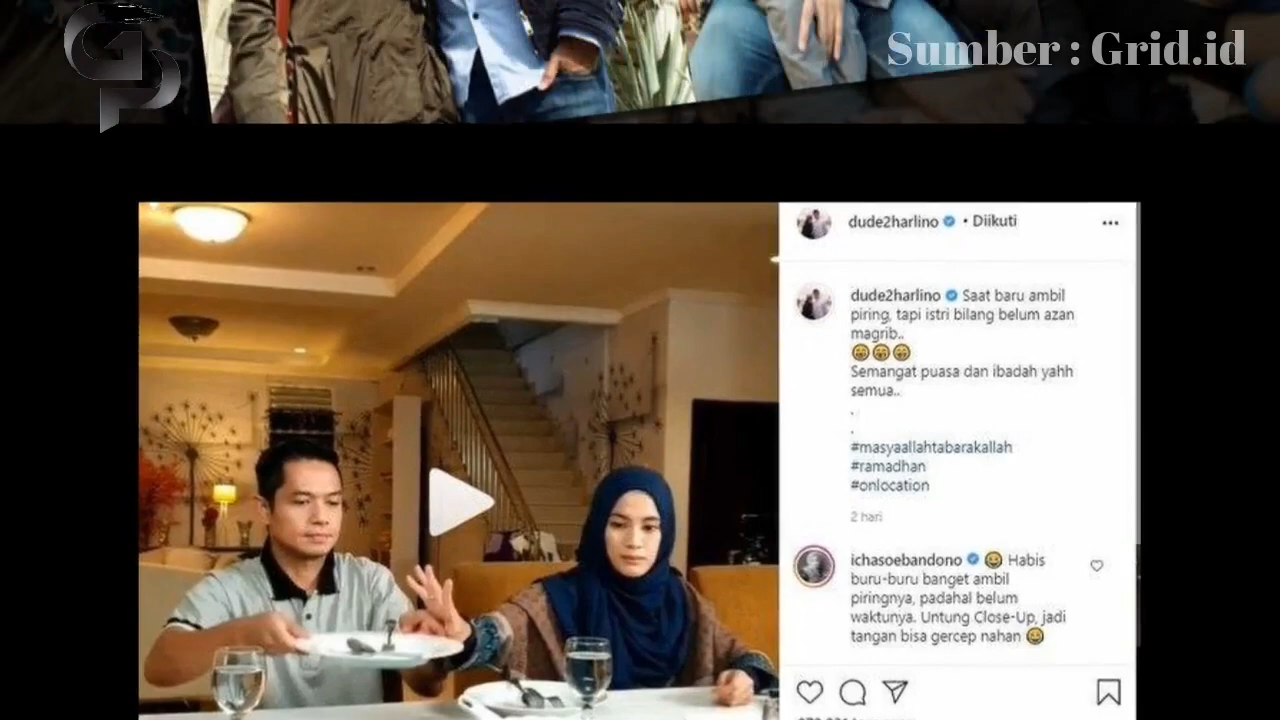 Sumber : Grid.id
GP
dude2harlino • Diikuti
dude2harlino Saat baru ambil
piring, tapi istri bilang belum azan
magrib..
😁😁😁
Semangat puasa dan ibadah yahh
semua..
.
.
#masyaallahtabarakallah
#ramadhan
#onlocation
2 hari
ichasoebandono 😂 Habis
buru-buru banget ambil
piringnya, padahal belum
waktunya. Untung Close-Up, jadi
tangan bisa gercep nahan 😂